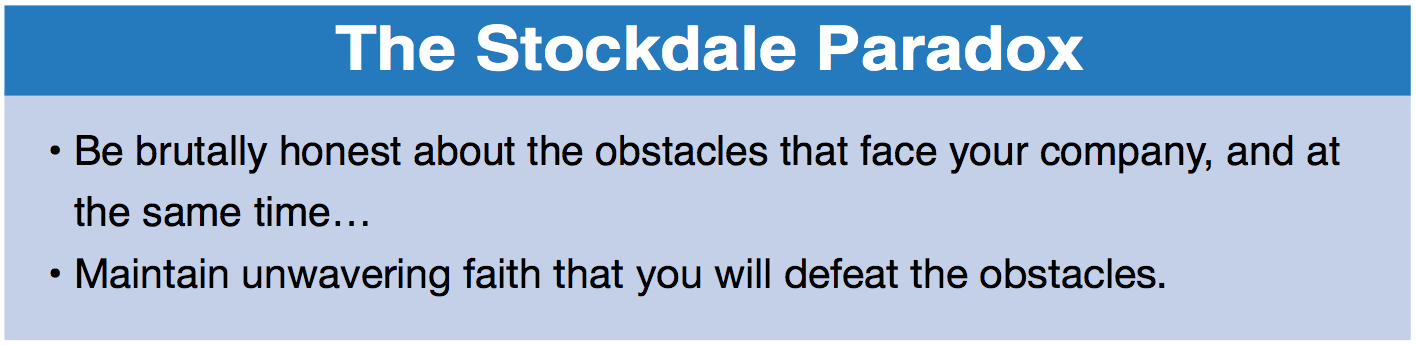 The Stockdale Paradox
• Be brutally honest about the obstacles that face your company, and at
the same time…
• Maintain unwavering faith that you will defeat the obstacles.